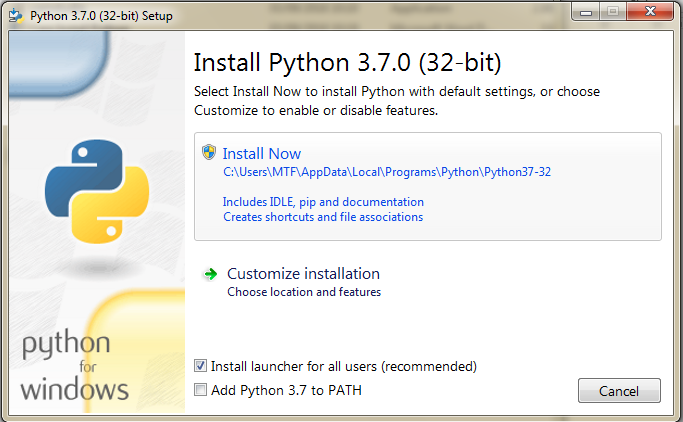 Python 3.7.0 (32-bit) Setup
Install Python 3.7.0 (32-bit)
Select Install Now to install Python with default settings, or choose
Customize to enable or disable features.
Install Now
C:\Users\MTF\AppData\Local\Programs\Python\Python37-32
Includes IDLE, pip and documentation
Creates shortcuts and file associations
Customize installation
Choose location and features
python
for
windows
Install launcher for all users (recommended)
Add Python 3.7 to PATH
Cancel